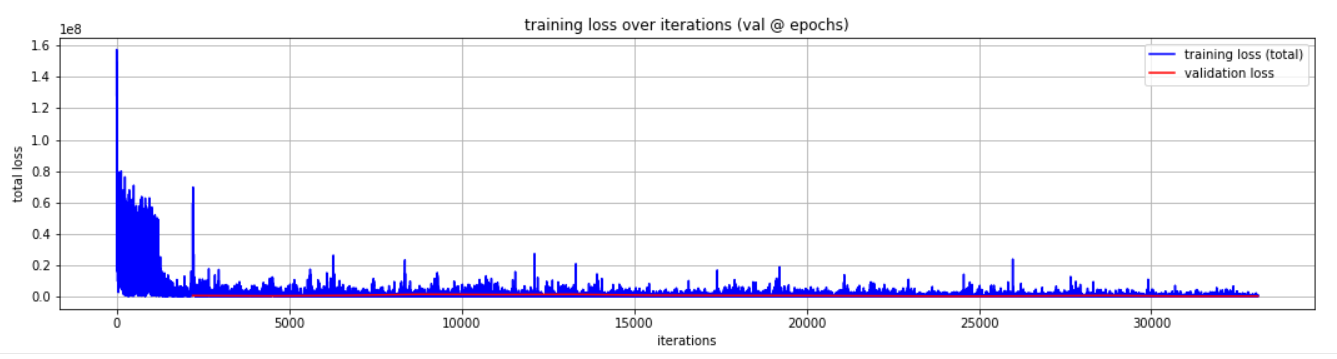 training loss over iterations (val @ epochs)
1e8
1.6
1.4
1.2
1.0
0.8
0.6
0.4
0.2
0.0
total loss
training loss (total)
validation loss
0 5000 10000 15000 20000 25000 30000
iterations